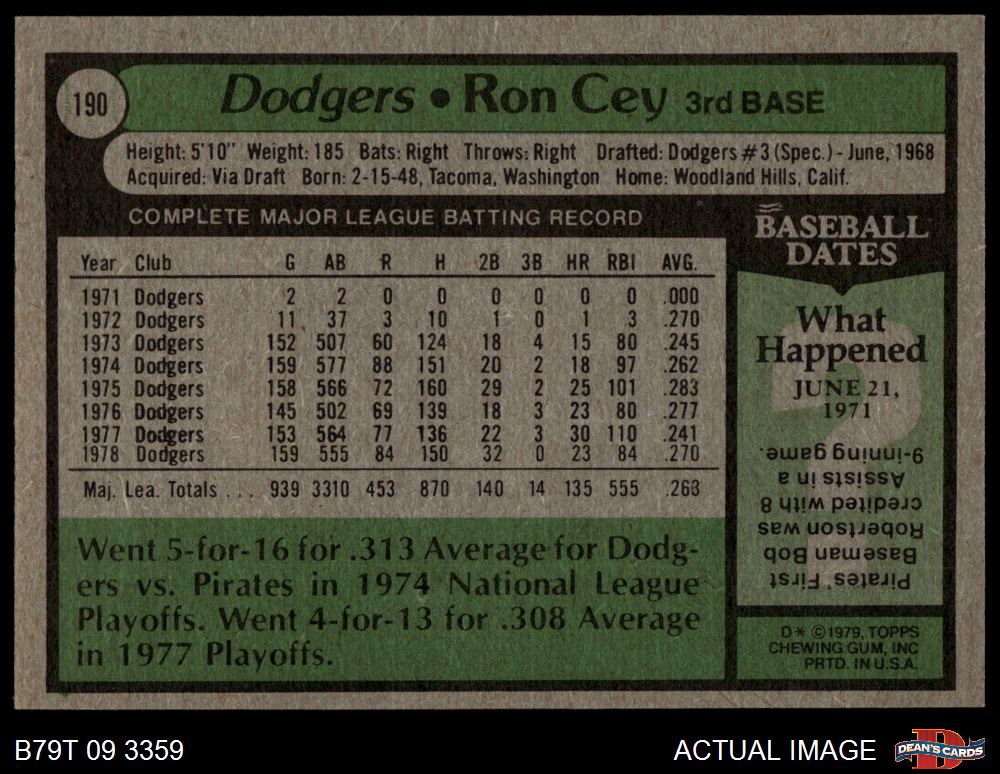 190
Dodgers • Ron Cey 3rd BASE
Height: 5'10" Weight: 185 Bats: Right Throws: Right Drafted: Dodgers #3 (Spec.) - June, 1968
Acquired: Via Draft Born: 2-15-48, Tacoma, Washington Home: Woodland Hills, Calif.
COMPLETE MAJOR LEAGUE BATTING RECORD
Year Club G AB R H 2B 3B HR RBI AVG.
1971 Dodgers 2 2 0 0 0 0 0 0 .000
1972 Dodgers 11 37 3 10 1 0 1 3 .270
1973 Dodgers 152 507 60 124 18 4 15 80 .245
1974 Dodgers 159 577 88 151 20 2 18 97 .262
1975 Dodgers 158 566 72 160 29 2 25 101 .283
1976 Dodgers 145 502 69 139 18 3 23 80 .277
1977 Dodgers 153 564 77 136 22 3 30 110 .241
1978 Dodgers 159 555 84 150 32 0 23 84 .270
Maj. Lea. Totals . . . 939 3310 453 870 140 14 135 555 .263
Went 5-for-16 for .313 Average for Dodg-
ers vs. Pirates in 1974 National League
Playoffs. Went 4-for-13 for .308 Average
in 1977 Playoffs.
BASEBALL
DATES
What
Happened
JUNE 21,
1971
Pirates' First
Baseman Bob
Robertson was
credited with 8
Assists in a
9-inning game.
D* ©1979, TOPPS
CHEWING GUM, INC
PRTD. IN U.S.A.
B79T 09 3359
ACTUAL IMAGE
DEAN'S CARDS